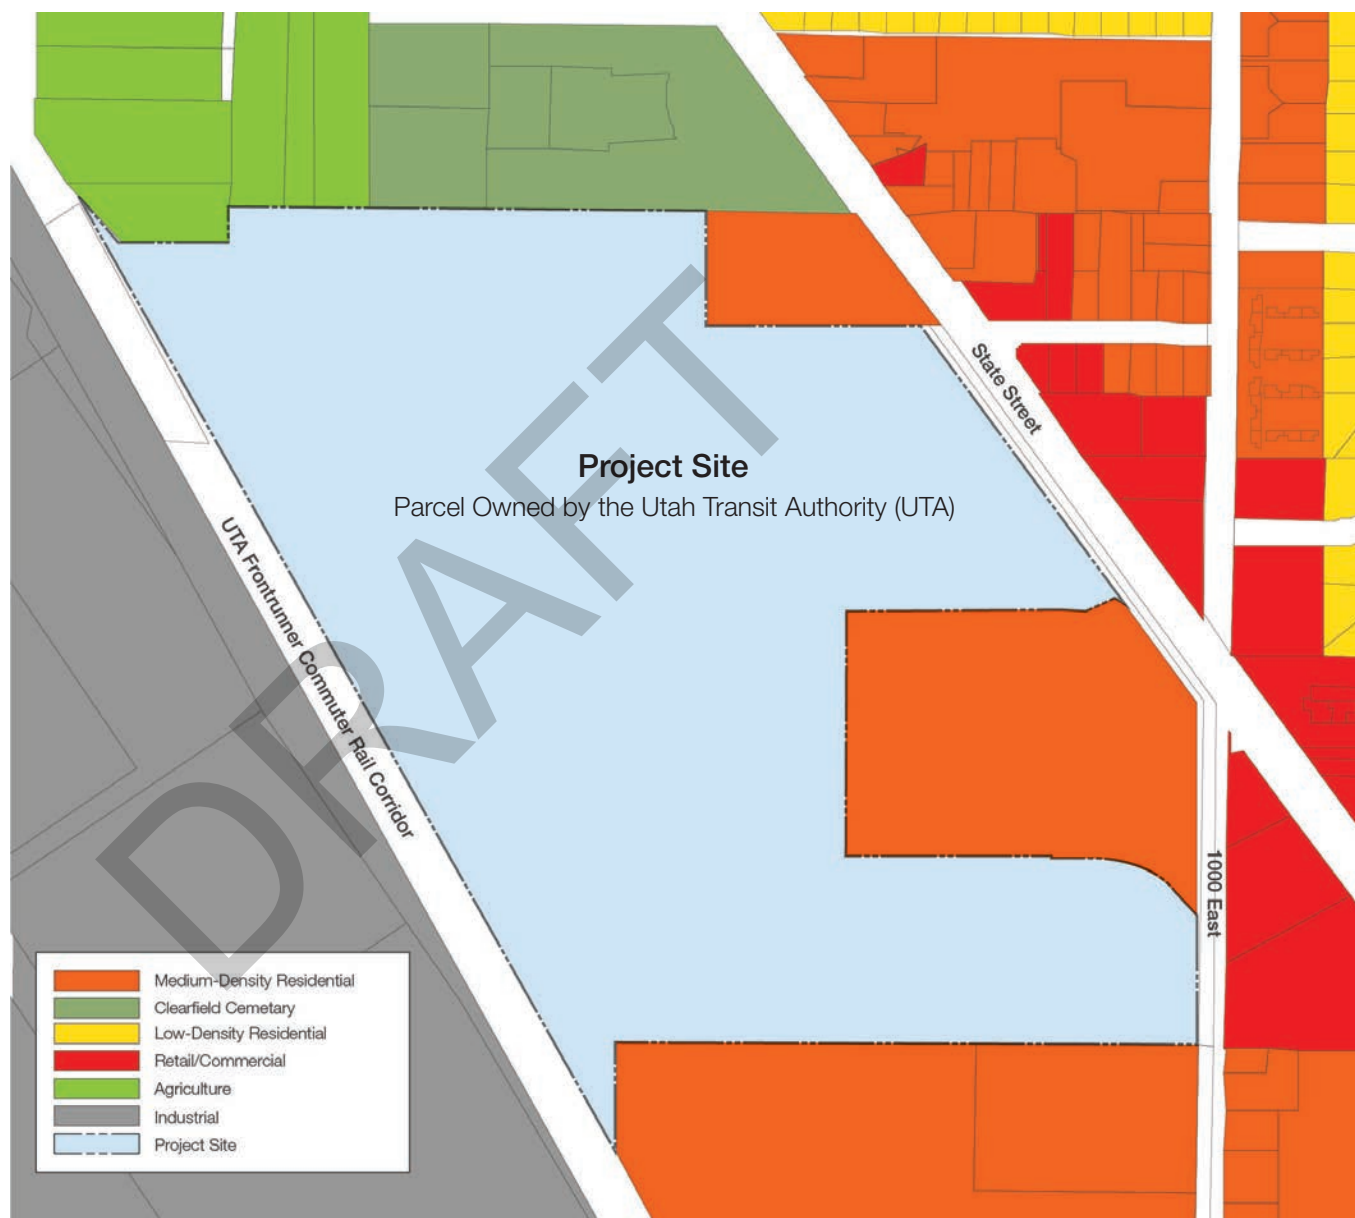 State Street
Project Site
Parcel Owned by the Utah Transit Authority (UTA)
DRAFT
UTA Frontrunner Commuter Rail Corridor
1000 East
Medium-Density Residential
Clearfield Cemetary
Low-Density Residential
Retail/Commercial
Agriculture
Industrial
Project Site